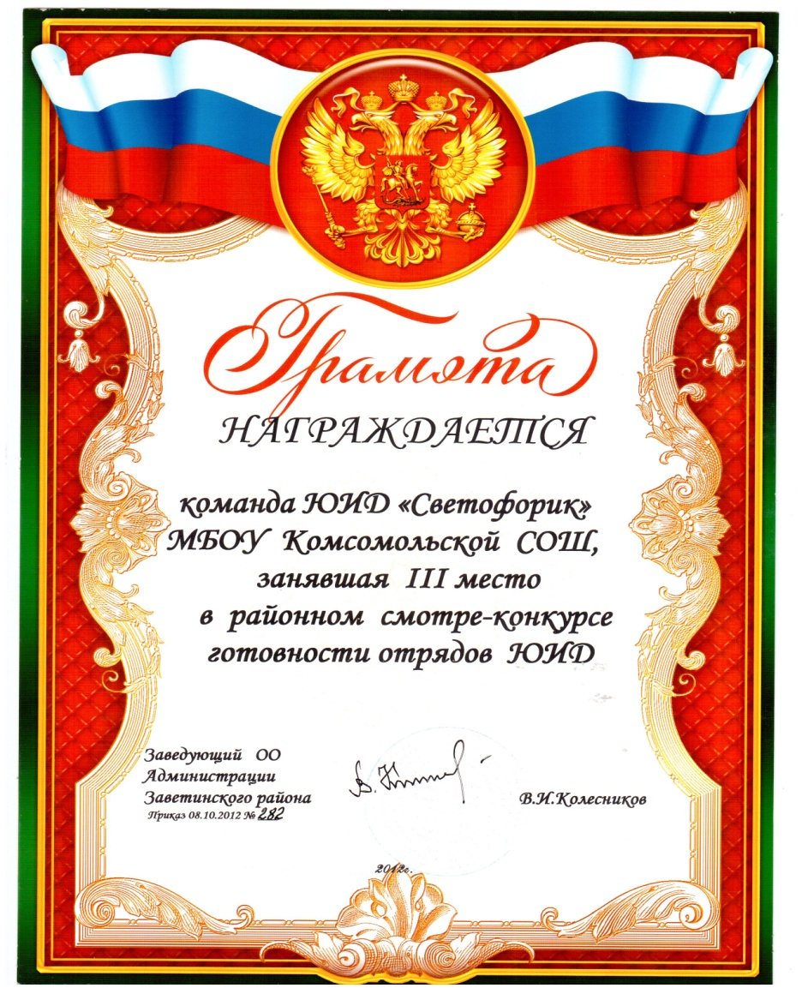 Грамота
НАГРАЖДАЕТСЯ
команда ЮИД «Светофорик»
МБОУ Комсомольской СОШ,
занявшая III место
в районном смотре-конкурсе
готовности отрядов ЮИД
Заведующий ОО
Администрации
Заветинского района
Приказ 08.10.2012 № 282
В.И.Колесников
2012г.